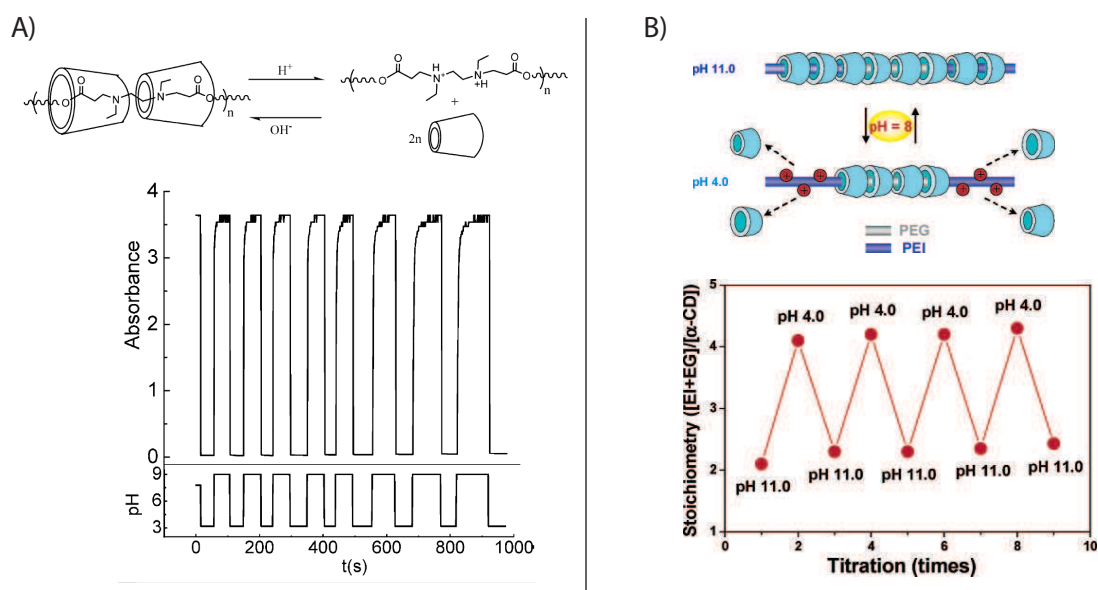 A)
O
O
N
N
O
O
n
H⁺
OH⁻
O
O
H
N⁺
N
+H
O
O
n
+
2n
Absorbance
4
3
2
1
0
pH
9
6
3
0
200
400
600
800
1000
t(s)
B)
pH 11.0
pH = 8
pH 4.0
PEG
PEI
Stoichiometry ([EI+EG]/[α-CD])
5
4
3
2
1
pH 4.0
pH 4.0
pH 4.0
pH 4.0
pH 11.0
pH 11.0
pH 11.0
pH 11.0
pH 11.0
0
2
4
6
8
10
Titration (times)